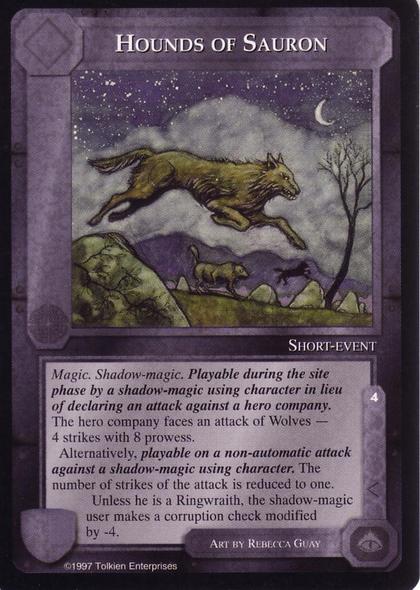 HOUNDS OF SAURON
SHORT-EVENT
Magic. Shadow-magic. Playable during the site
phase by a shadow-magic using character in lieu
of declaring an attack against a hero company.
The hero company faces an attack of Wolves —
4 strikes with 8 prowess.
Alternatively, playable on a non-automatic attack
against a shadow-magic using character. The
number of strikes of the attack is reduced to one.
Unless he is a Ringwraith, the shadow-magic
user makes a corruption check modified
by -4.
4
ART BY REBECCA GUAY
©1997 Tolkien Enterprises